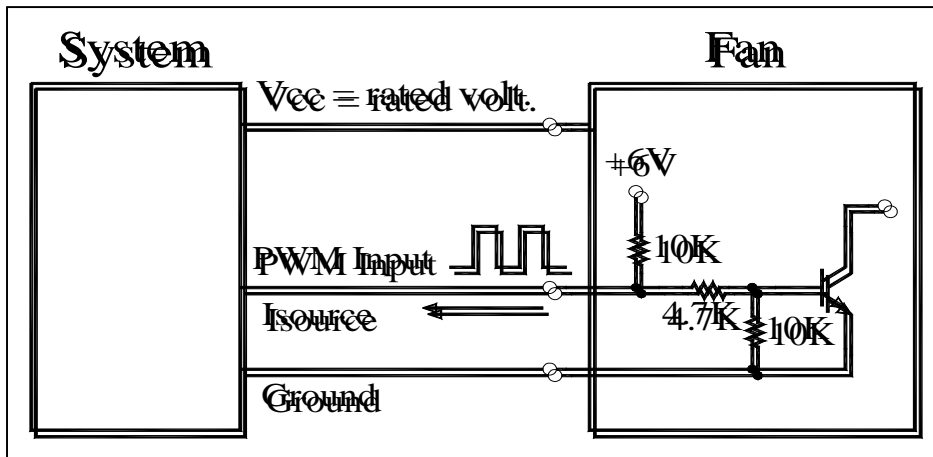 System
Fan
Vcc = rated volt.
+6V
10K
PWM Input
4.7K
Isource
10K
Ground